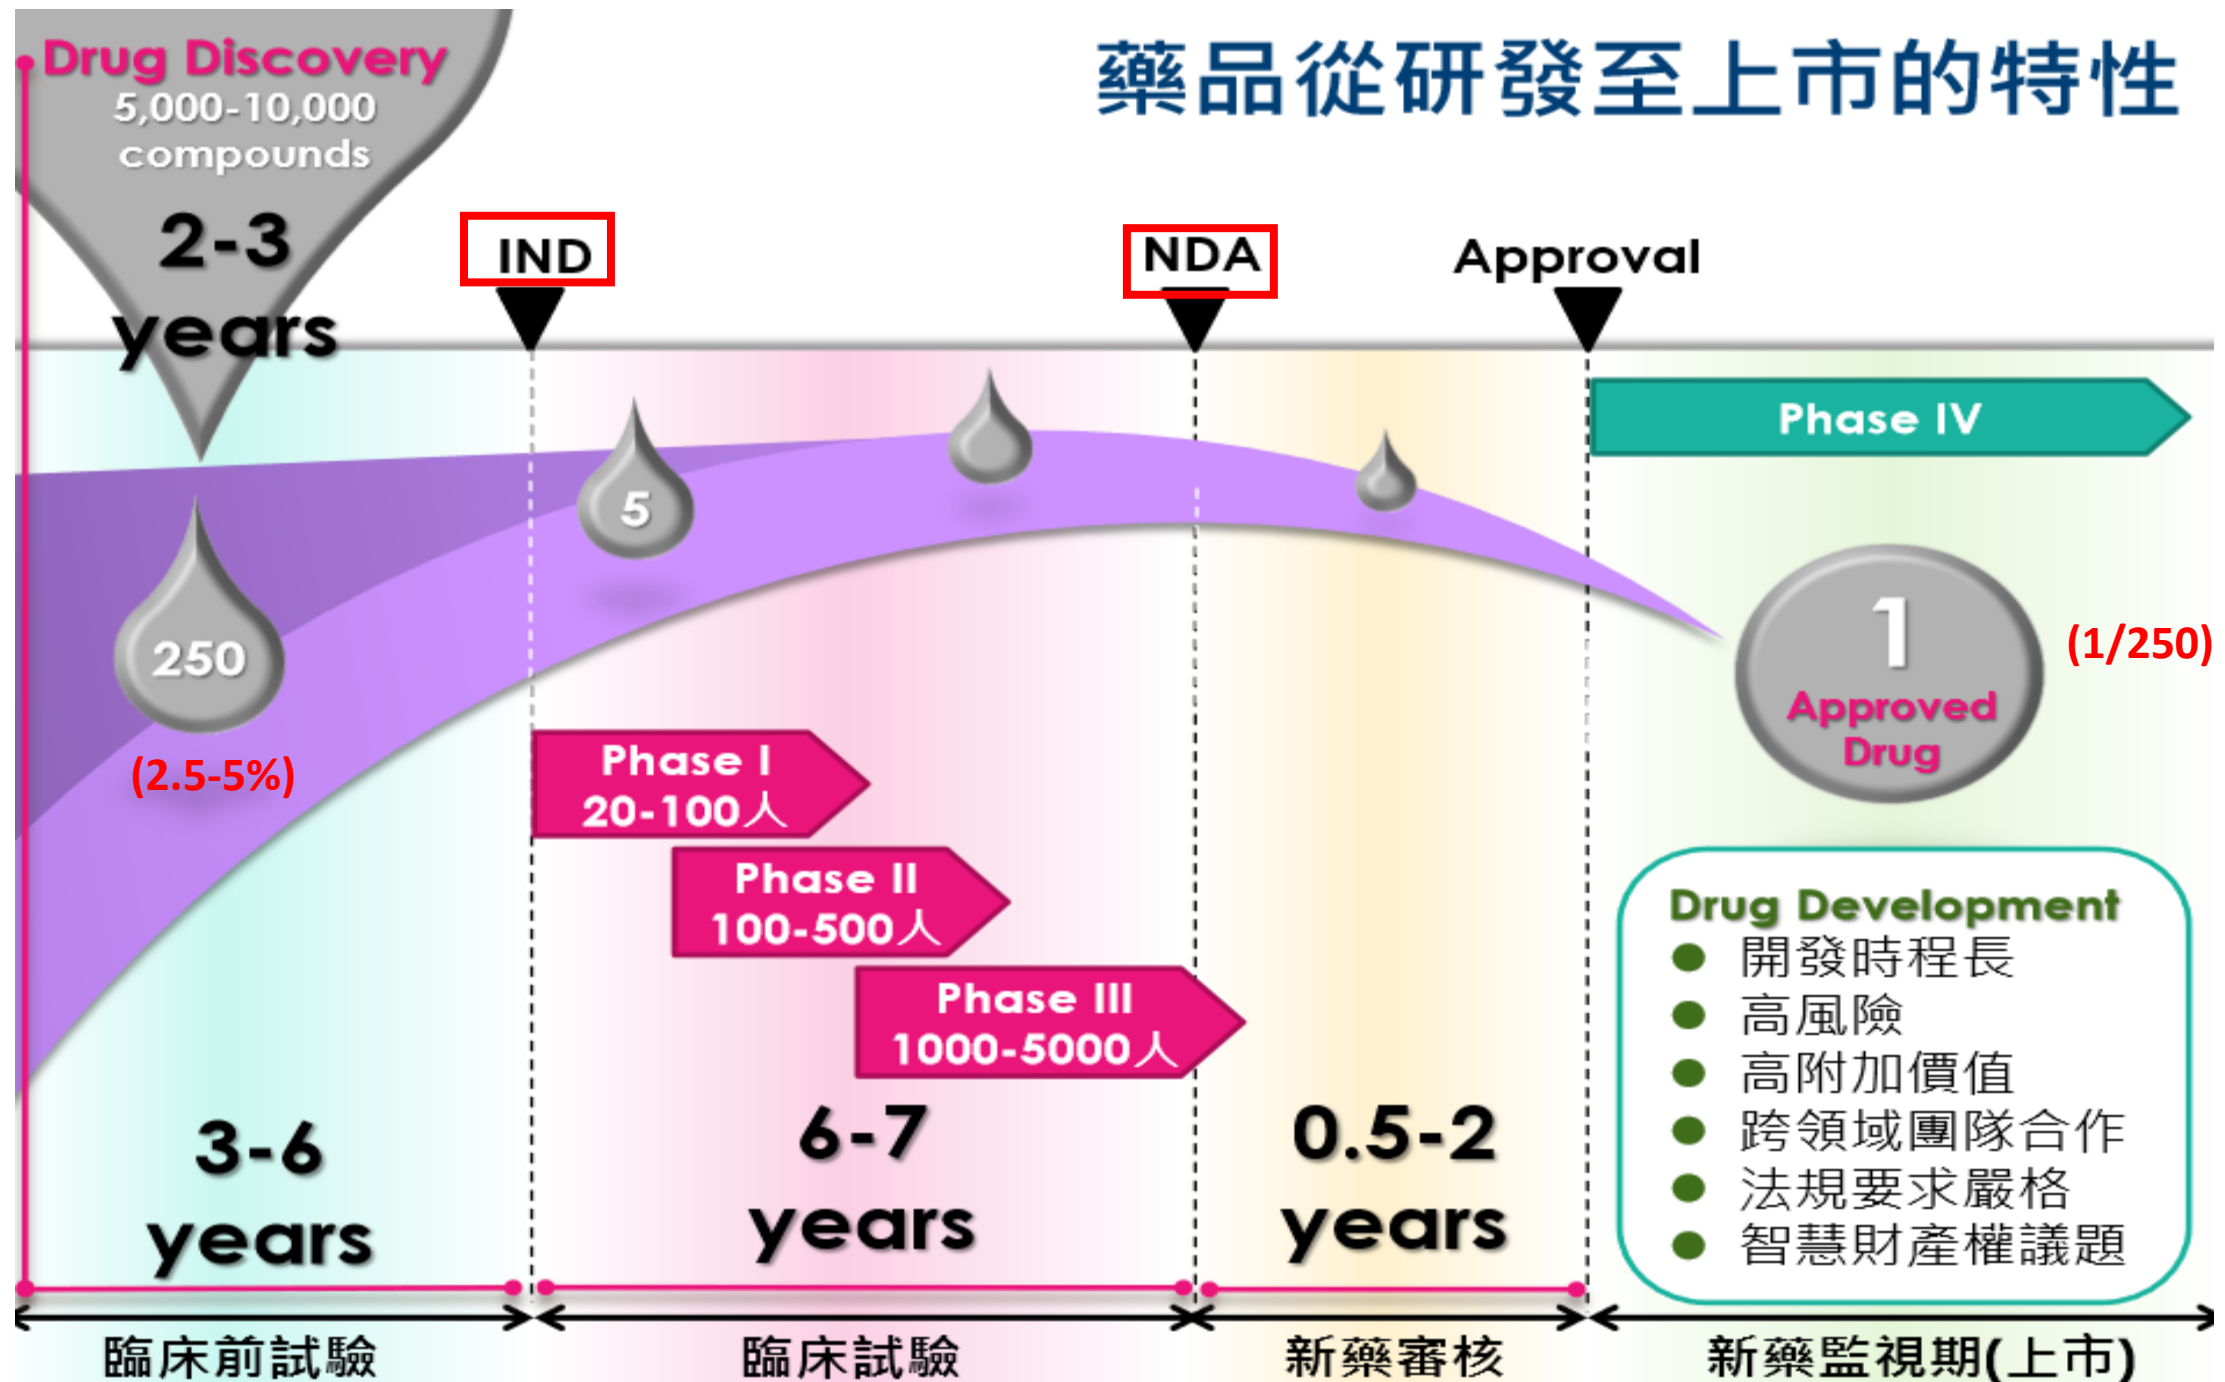 藥品從研發至上市的特性
Drug Discovery
5,000-10,000
compounds
2-3
years
IND
NDA
Approval
Phase IV
5
250
(2.5-5%)
1
Approved
Drug
(1/250)
Phase I
20-100人
Phase II
100-500人
Phase III
1000-5000人
Drug Development
開發時程長
高風險
高附加價值
跨領域團隊合作
法規要求嚴格
智慧財產權議題
3-6
years
6-7
years
0.5-2
years
臨床前試驗
臨床試驗
新藥審核
新藥監視期(上市)